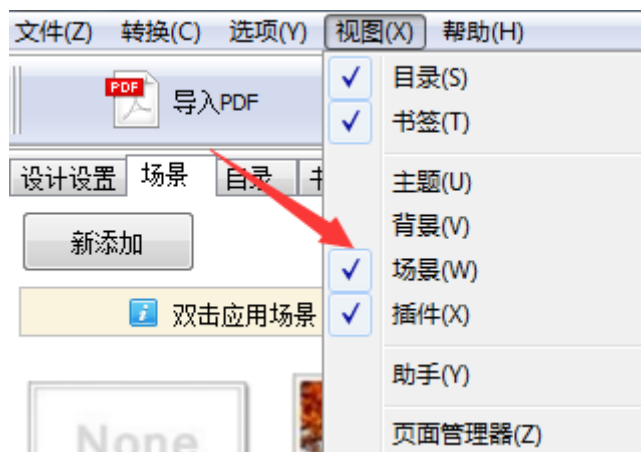 文件(Z) 转换(C) 选项(Y) 视图(X) 帮助(H)
PDF 导入PDF
设计设置 场景 目录
新添加
双击应用场景
None
目录(S)
书签(T)
主题(U)
背景(V)
场景(W)
插件(X)
助手(Y)
页面管理器(Z)